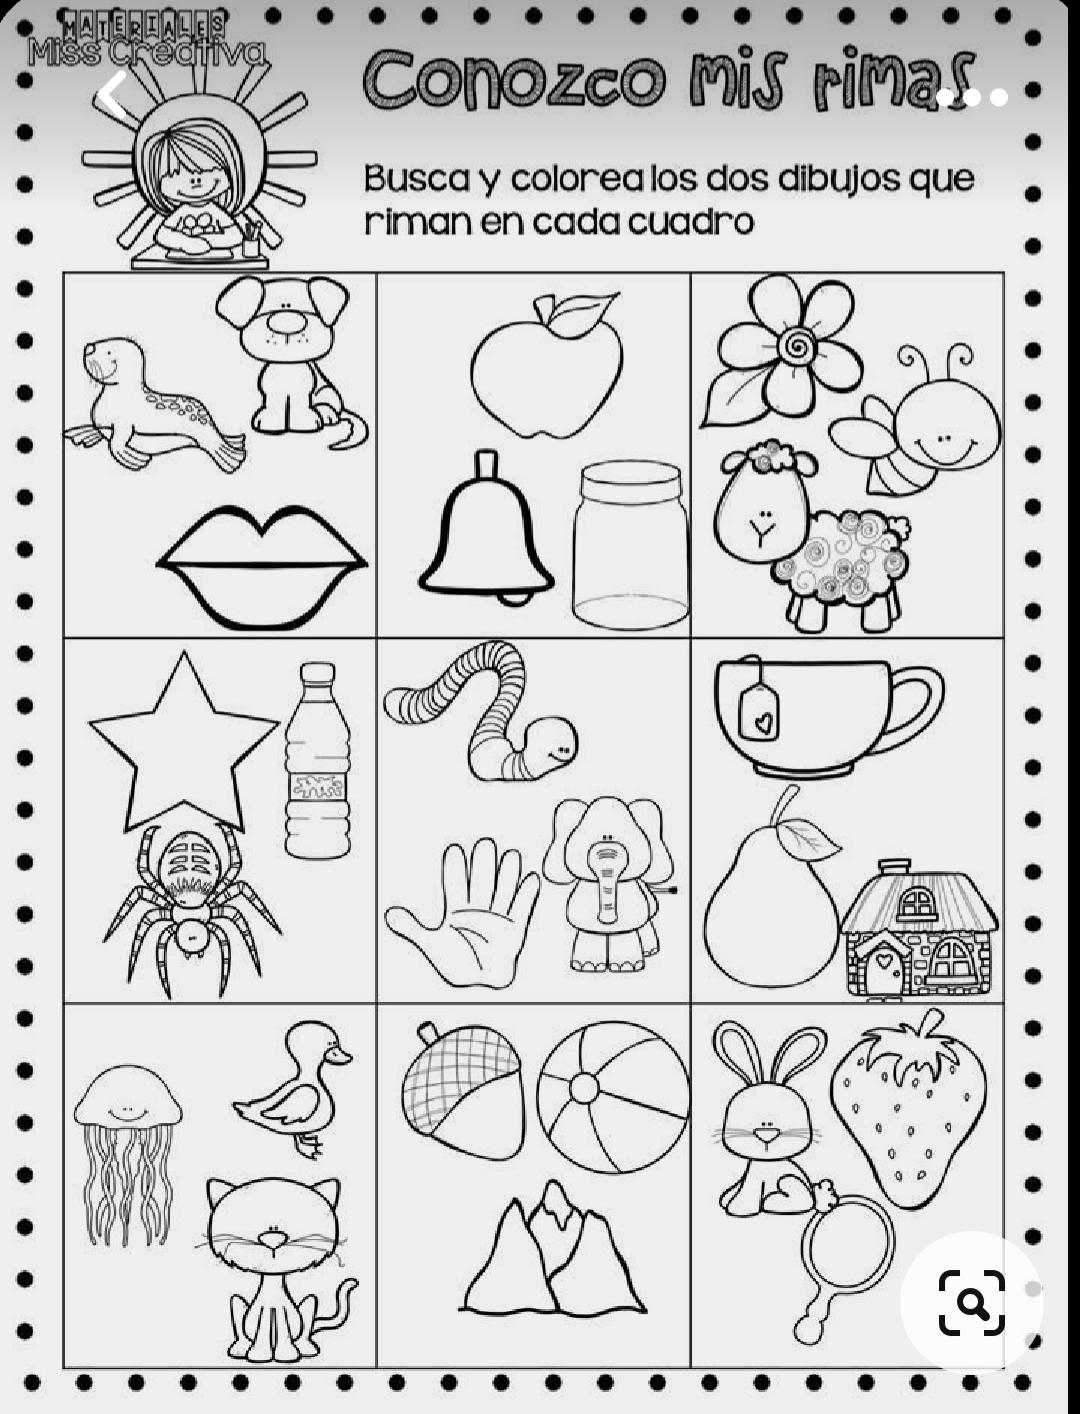 MATERIALES
Miss Creativa
Conozco mis rimas
Busca y colorea los dos dibujos que
riman en cada cuadro